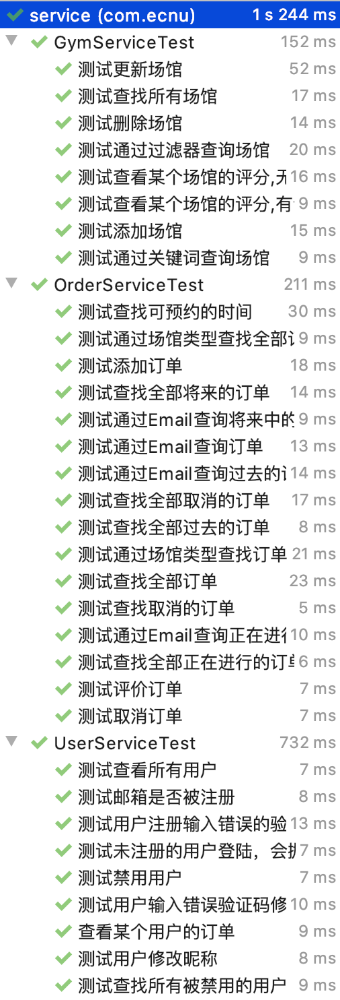 service (com.ecnu) 1 s 244 ms
GymServiceTest 152 ms
测试更新场馆 52 ms
测试查找所有场馆 17 ms
测试删除场馆 14 ms
测试通过过滤器查询场馆 20 ms
测试查看某个场馆的评分,无 16 ms
测试查看某个场馆的评分,有 9 ms
测试添加场馆 15 ms
测试通过关键词查询场馆 9 ms
OrderServiceTest 211 ms
测试查找可预约的时间 30 ms
测试通过场馆类型查找全部 9 ms
测试添加订单 18 ms
测试查找全部将来的订单 14 ms
测试通过Email查询将来中的 9 ms
测试通过Email查询订单 13 ms
测试通过Email查询过去的 14 ms
测试查找全部取消的订单 17 ms
测试查找全部过去的订单 8 ms
测试通过场馆类型查找订单 21 ms
测试查找全部订单 23 ms
测试查找取消的订单 5 ms
测试通过Email查询正在进行 10 ms
测试查找全部正在进行的订单 6 ms
测试评价订单 7 ms
测试取消订单 7 ms
UserServiceTest 732 ms
测试查看所有用户 7 ms
测试邮箱是否被注册 8 ms
测试用户注册输入错误的验 13 ms
测试未注册的用户登陆，会 7 ms
测试禁用用户 7 ms
测试用户输入错误验证码修 10 ms
查看某个用户的订单 9 ms
测试用户修改昵称 8 ms
测试查找所有被禁用的用户 9 ms